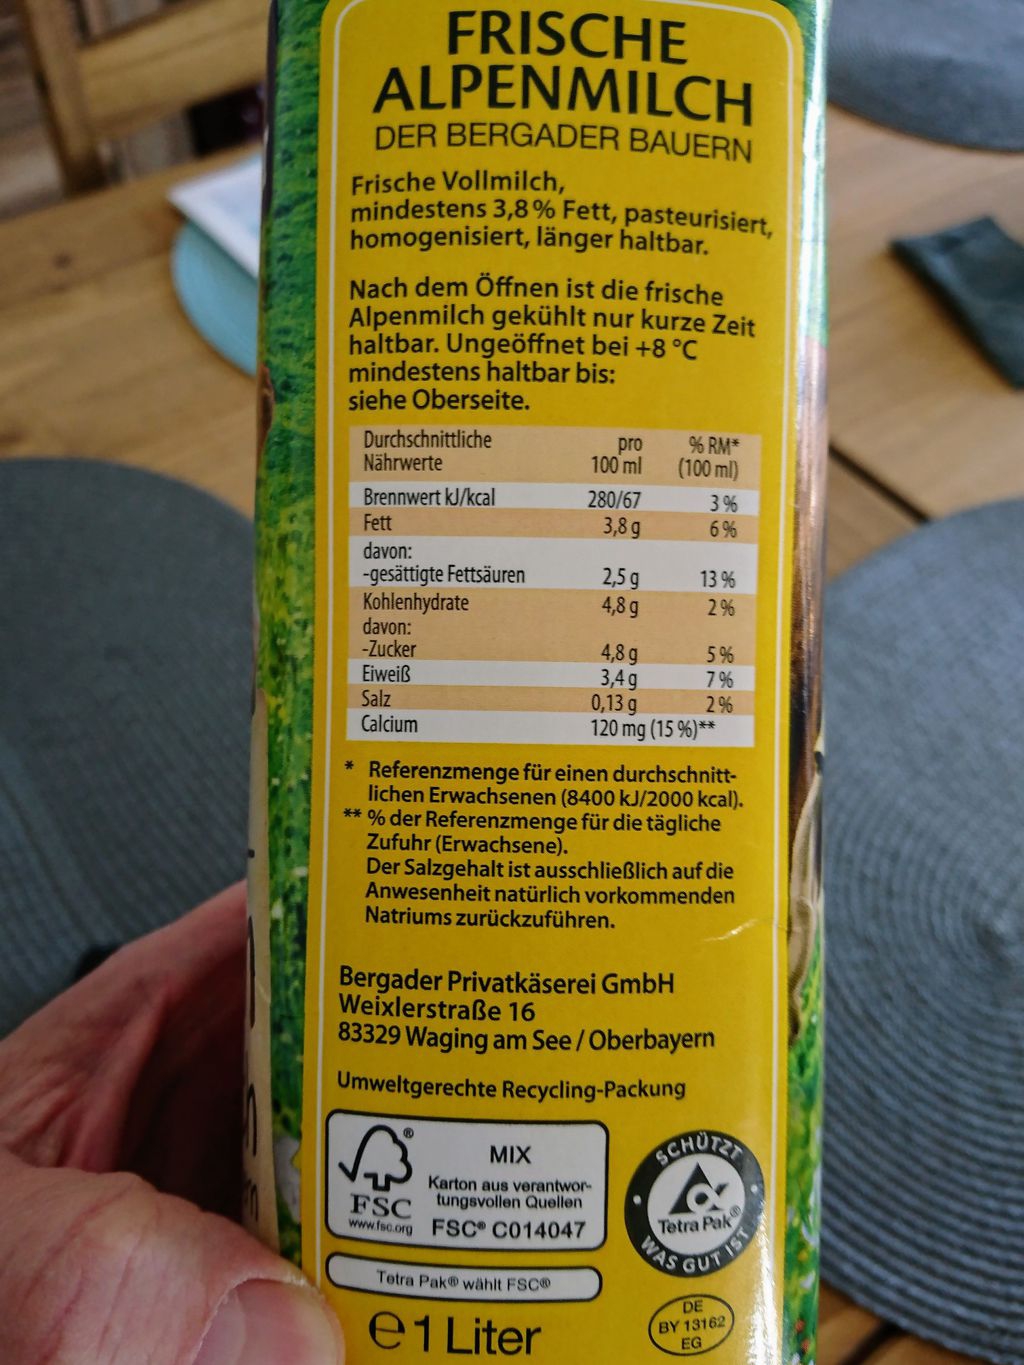 FRISCHE
ALPENMILCH
DER BERGADER BAUERN
Frische Vollmilch,
mindestens 3,8% Fett, pasteurisiert,
homogenisiert, länger haltbar.
Nach dem Öffnen ist die frische
Alpenmilch gekühlt nur kurze Zeit
haltbar. Ungeöffnet bei +8 °C
mindestens haltbar bis:
siehe Oberseite.
Durchschnittliche Nährwerte pro 100 ml % RM* (100 ml)
Brennwert kJ/kcal 280/67 3 %
Fett 3,8 g 6 %
davon:
-gesättigte Fettsäuren 2,5 g 13 %
Kohlenhydrate 4,8 g 2 %
davon:
-Zucker 4,8 g 5 %
Eiweiß 3,4 g 7 %
Salz 0,13 g 2 %
Calcium 120 mg (15 %)**
* Referenzmenge für einen durchschnitt-
lichen Erwachsenen (8400 kJ/2000 kcal).
** % der Referenzmenge für die tägliche
Zufuhr (Erwachsene).
Der Salzgehalt ist ausschließlich auf die
Anwesenheit natürlich vorkommenden
Natriums zurückzuführen.
Bergader Privatkäserei GmbH
Weixlerstraße 16
83329 Waging am See / Oberbayern
Umweltgerechte Recycling-Packung
®
FSC
www.fsc.org
MIX
Karton aus verantwor-
tungsvollen Quellen
FSC® C014047
SCHÜTZT
Tetra Pak®
WAS GUT IST
Tetra Pak® wählt FSC®
℮ 1 Liter
DE
BY 13162
EG